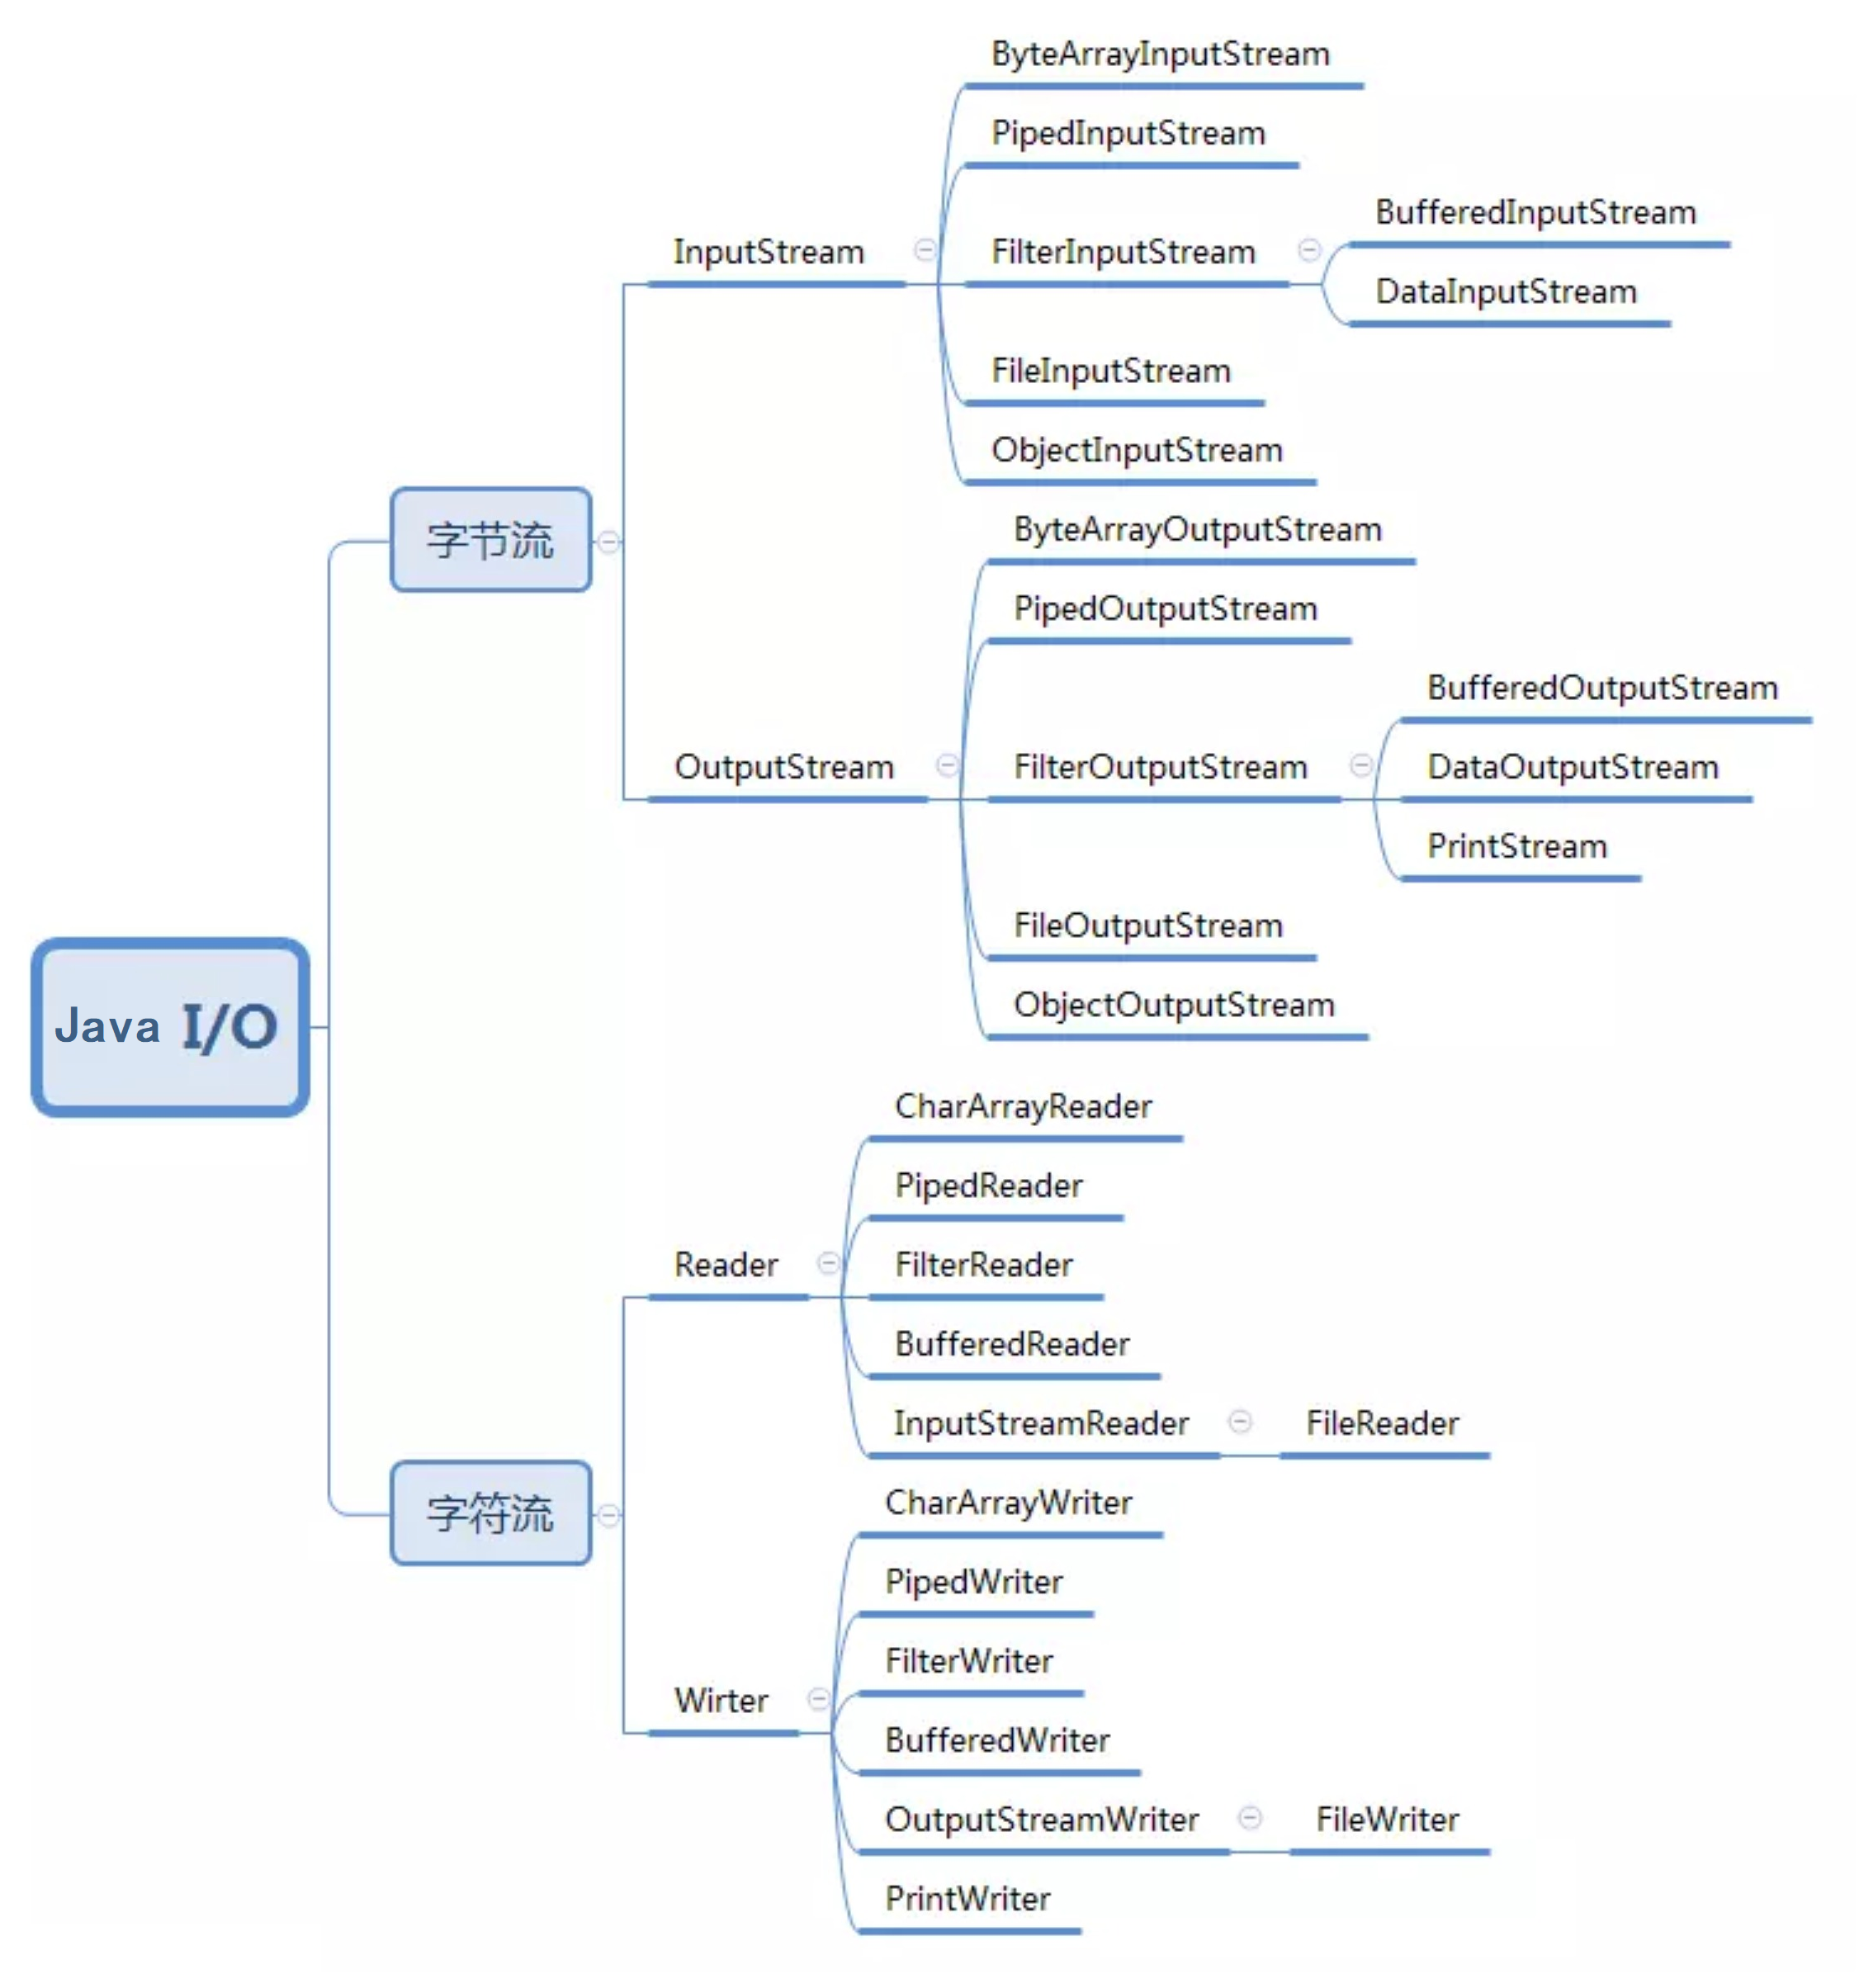 Java I/O
字节流
InputStream
ByteArrayInputStream
PipedInputStream
FilterInputStream
BufferedInputStream
DataInputStream
FileInputStream
ObjectInputStream
OutputStream
ByteArrayOutputStream
PipedOutputStream
FilterOutputStream
BufferedOutputStream
DataOutputStream
PrintStream
FileOutputStream
ObjectOutputStream
字符流
Reader
CharArrayReader
PipedReader
FilterReader
BufferedReader
InputStreamReader
FileReader
Wirter
CharArrayWriter
PipedWriter
FilterWriter
BufferedWriter
OutputStreamWriter
FileWriter
PrintWriter